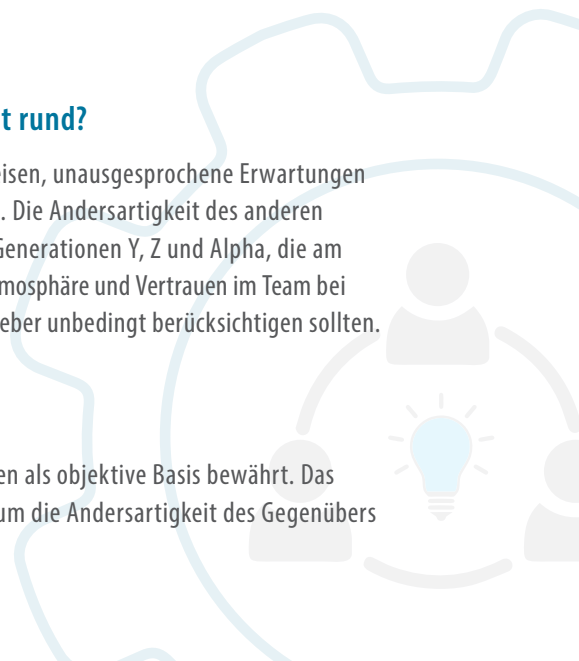 t rund?
eisen, unausgesprochene Erwartungen
. Die Andersartigkeit des anderen
Generationen Y, Z und Alpha, die am
mosphäre und Vertrauen im Team bei
eber unbedingt berücksichtigen sollten.
en als objektive Basis bewährt. Das
um die Andersartigkeit des Gegenübers